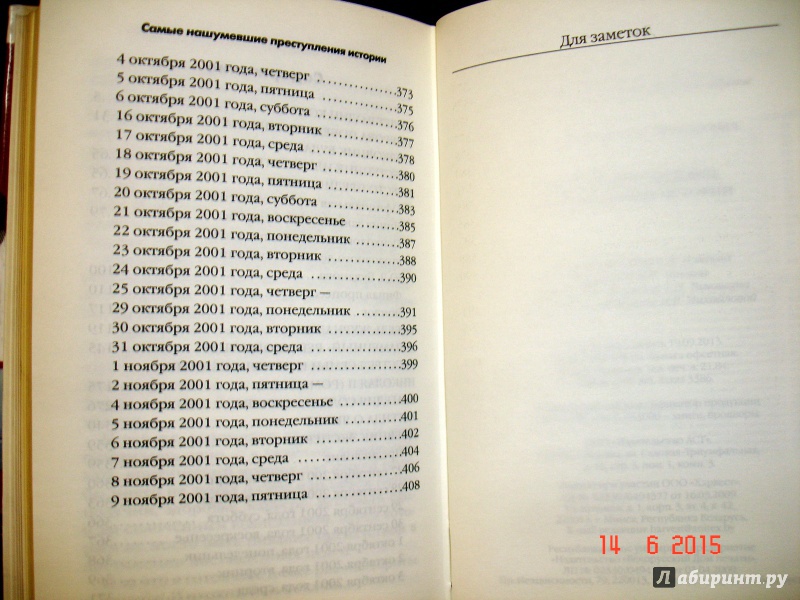 Самые нашумевшие преступления истории
4 октября 2001 года, четверг ..................373
5 октября 2001 года, пятница .................375
6 октября 2001 года, суббота ..................376
16 октября 2001 года, вторник ...............377
17 октября 2001 года, среда ....................378
18 октября 2001 года, четверг ................380
19 октября 2001 года, пятница ...............381
20 октября 2001 года, суббота ................383
21 октября 2001 года, воскресенье .........385
22 октября 2001 года, понедельник ........387
23 октября 2001 года, вторник ...............388
24 октября 2001 года, среда ....................390
25 октября 2001 года, четверг —
29 октября 2001 года, понедельник ........391
30 октября 2001 года, вторник ...............395
31 октября 2001 года, среда ....................396
1 ноября 2001 года, четверг ....................399
2 ноября 2001 года, пятница —
4 ноября 2001 года, воскресенье ............400
5 ноября 2001 года, понедельник ...........401
6 ноября 2001 года, вторник ..................402
7 ноября 2001 года, среда .......................404
8 ноября 2001 года, четверг ....................406
9 ноября 2001 года, пятница ..................408
Для заметок
14 6 2015
Лабиринт.ру